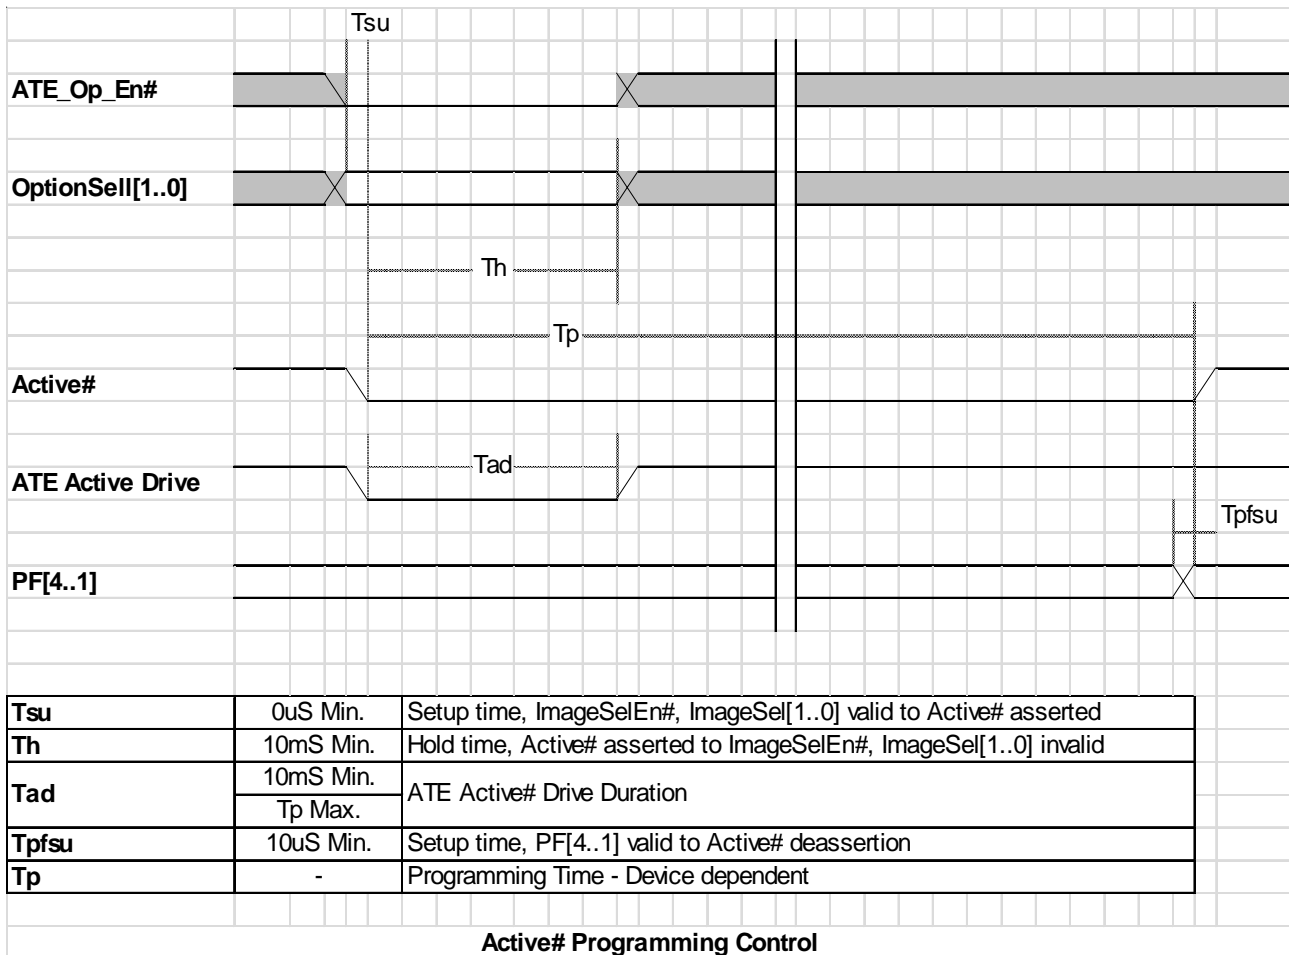 Tsu
ATE_Op_En#
OptionSell[1..0]
Th
Tp
Active#
Tad
ATE Active Drive
Tpfsu
PF[4..1]
Tsu 0uS Min. Setup time, ImageSelEn#, ImageSel[1..0] valid to Active# asserted
Th 10mS Min. Hold time, Active# asserted to ImageSelEn#, ImageSel[1..0] invalid
Tad 10mS Min. ATE Active# Drive Duration
Tp Max.
Tpfsu 10uS Min. Setup time, PF[4..1] valid to Active# deassertion
Tp - Programming Time - Device dependent
Active# Programming Control